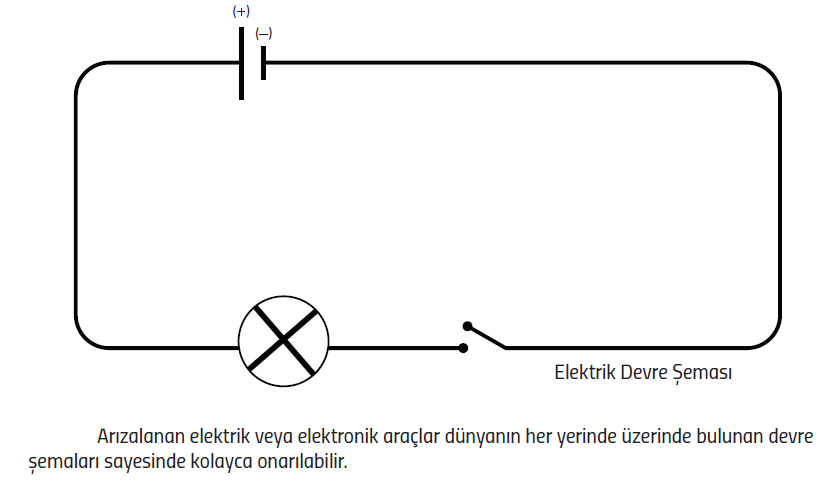 (+)
(–)
Elektrik Devre Şeması
Arızalanan elektrik veya elektronik araçlar dünyanın her yerinde üzerinde bulunan devre
şemaları sayesinde kolayca onarılabilir.